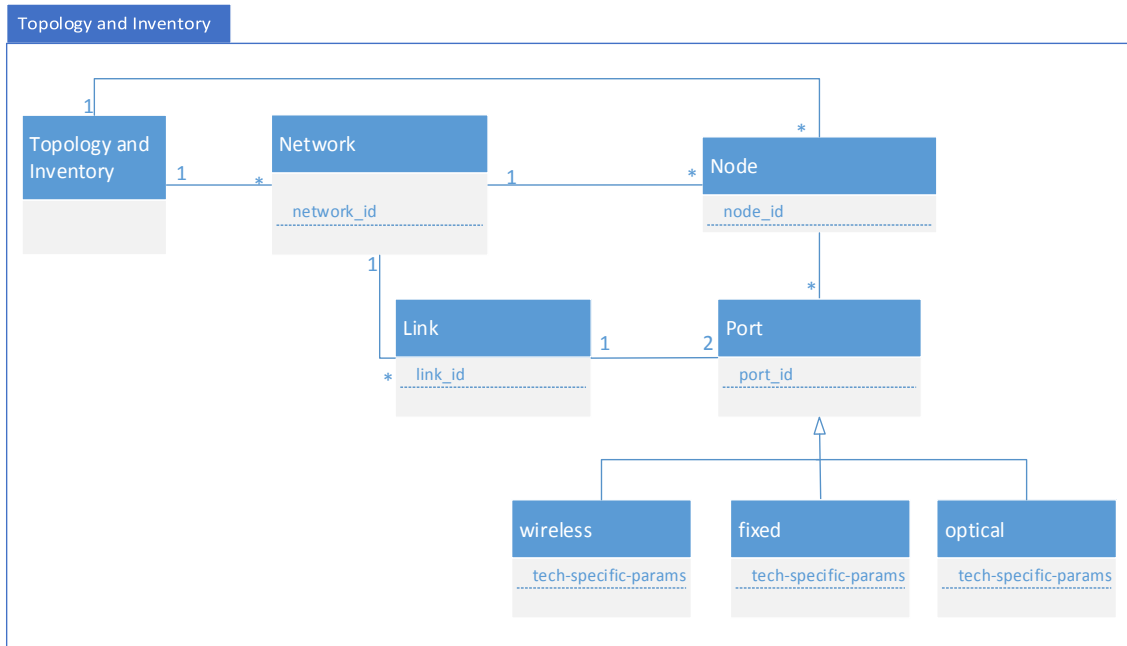 Topology and Inventory
1
*
Topology and
Inventory
1
*
Network
network_id
1
*
Node
node_id
1
*
*
Link
link_id
1
2
Port
port_id
wireless
tech-specific-params
fixed
tech-specific-params
optical
tech-specific-params